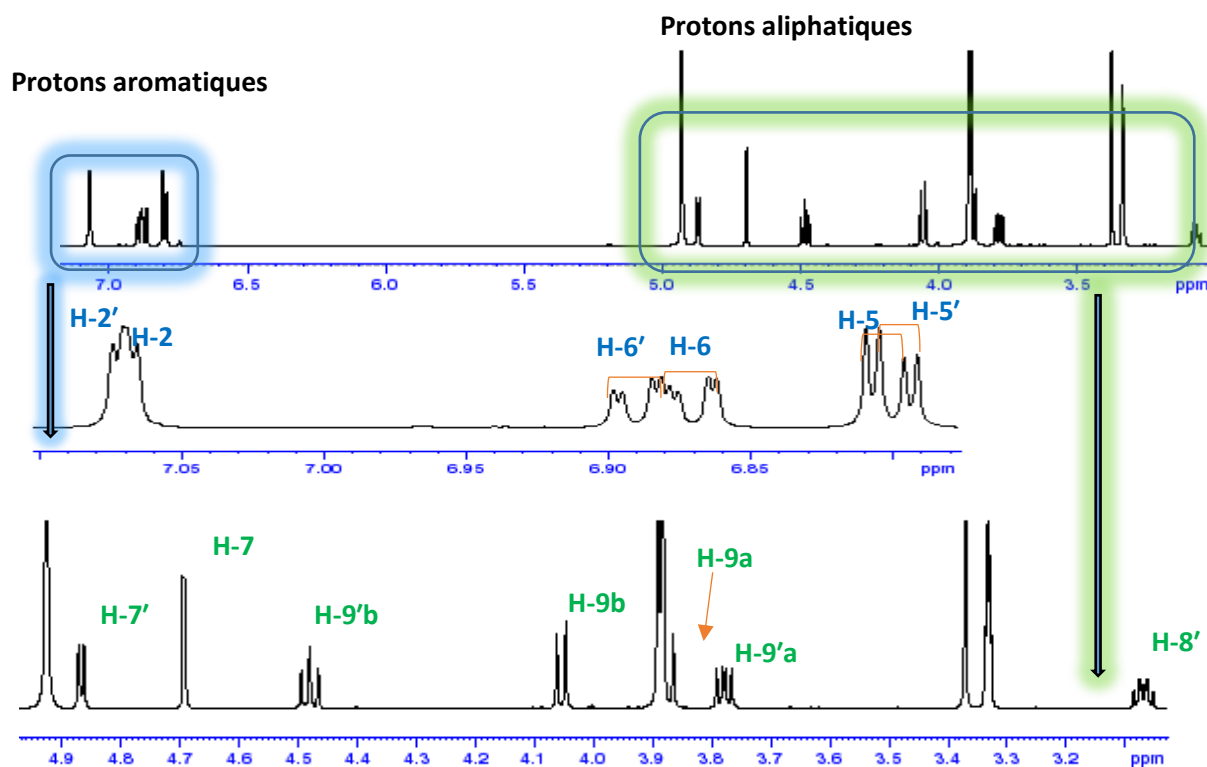 Protons aliphatiques
Protons aromatiques
7.0 6.5 6.0 5.5 5.0 4.5 4.0 3.5 ppm
H-2′ H-2 H-6′ H-6 H-5 H-5′
7.05 7.00 6.95 6.90 6.85 ppm
H-7 H-7′ H-9′b H-9b H-9a H-9′a H-8′
4.9 4.8 4.7 4.6 4.5 4.4 4.3 4.2 4.1 4.0 3.9 3.8 3.7 3.6 3.5 3.4 3.3 3.2 ppm